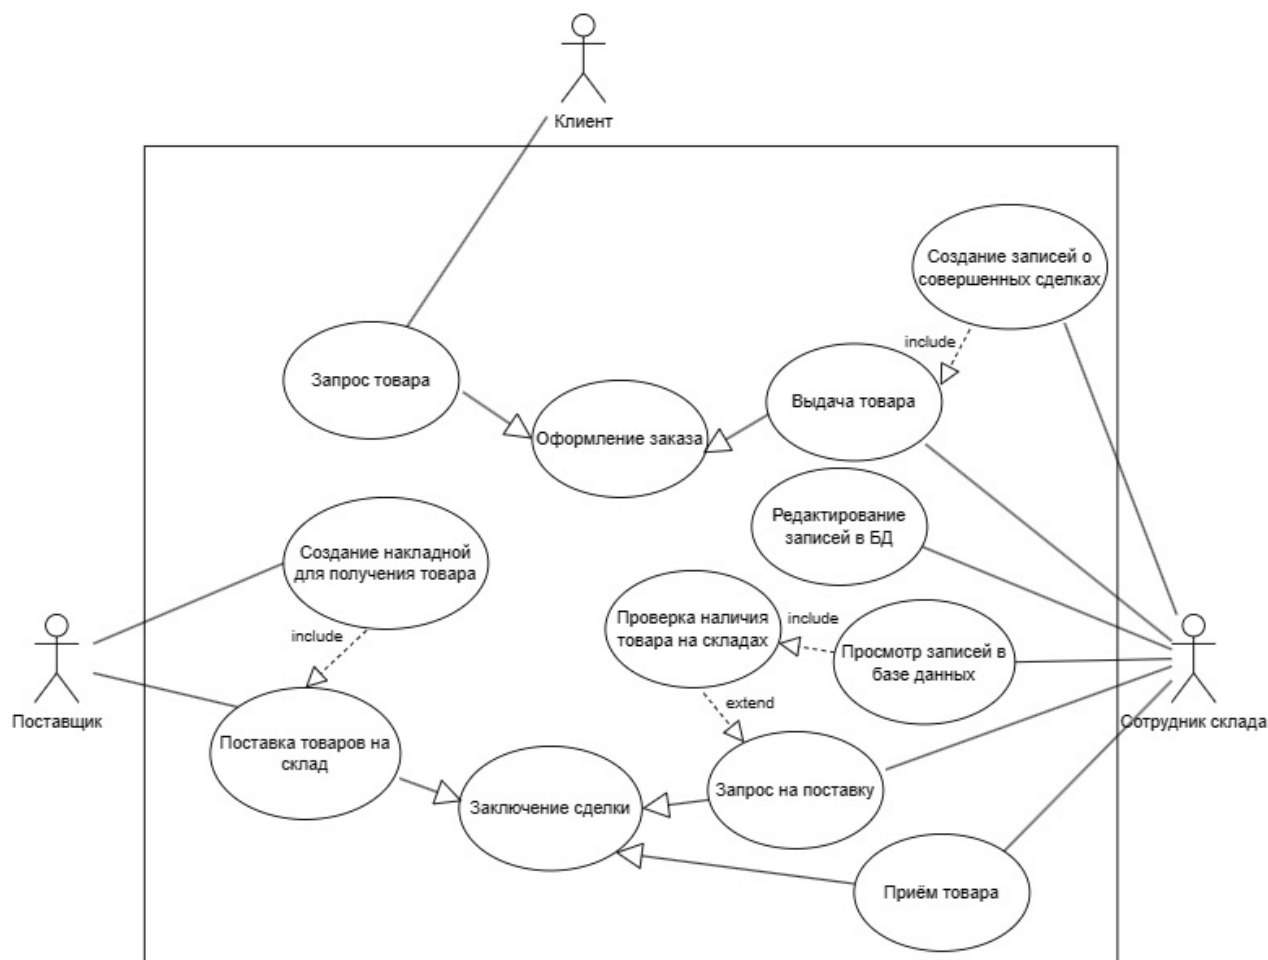 Клиент
Создание записей о
совершенных сделках
include
Запрос товара
Выдача товара
Оформление заказа
Редактирование
записей в БД
Создание накладной
для получения товара
Проверка наличия
товара на складах
include
include
Просмотр записей в
базе данных
extend
Поставщик
Сотрудник склада
Поставка товаров на
склад
Запрос на поставку
Заключение сделки
Приём товара